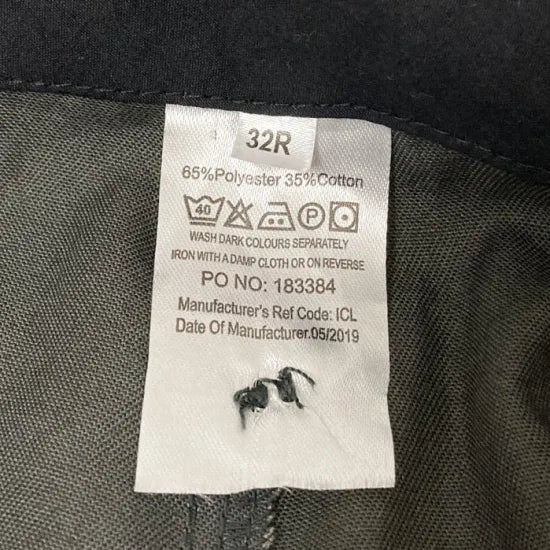 32R
65%Polyester 35%Cotton
40 P
WASH DARK COLOURS SEPARATELY
IRON WITH A DAMP CLOTH OR ON REVERSE
PO NO: 183384
Manufacturer's Ref Code: ICL
Date Of Manufacturer.05/2019